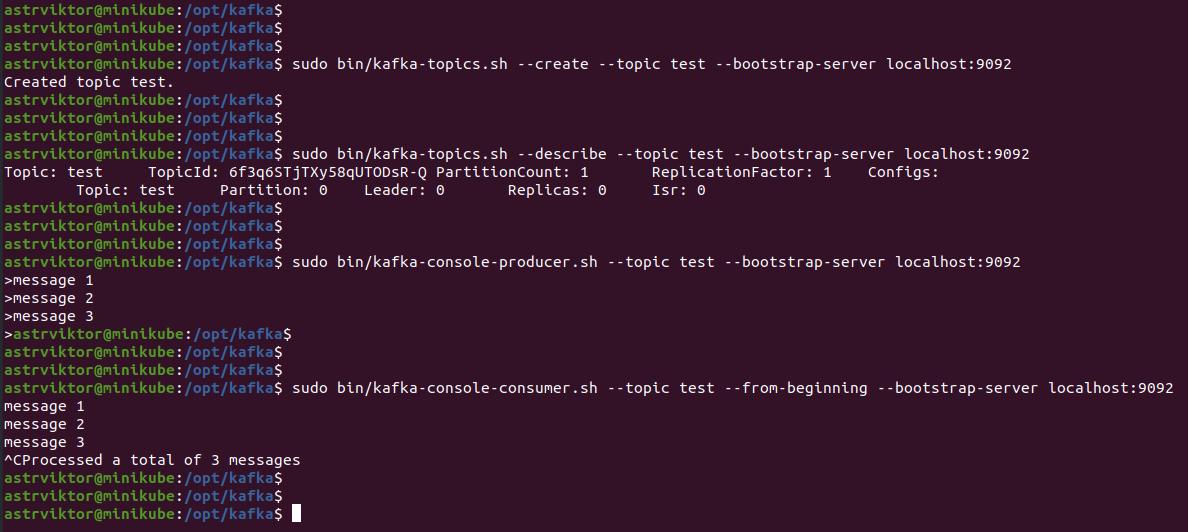 astrviktor@minikube:/opt/kafka$
astrviktor@minikube:/opt/kafka$
astrviktor@minikube:/opt/kafka$
astrviktor@minikube:/opt/kafka$ sudo bin/kafka-topics.sh --create --topic test --bootstrap-server localhost:9092
Created topic test.
astrviktor@minikube:/opt/kafka$
astrviktor@minikube:/opt/kafka$
astrviktor@minikube:/opt/kafka$
astrviktor@minikube:/opt/kafka$ sudo bin/kafka-topics.sh --describe --topic test --bootstrap-server localhost:9092
Topic: test     TopicId: 6f3q6STjTXy58qUTODsR-Q PartitionCount: 1       ReplicationFactor: 1    Configs:
        Topic: test     Partition: 0    Leader: 0       Replicas: 0     Isr: 0
astrviktor@minikube:/opt/kafka$
astrviktor@minikube:/opt/kafka$
astrviktor@minikube:/opt/kafka$
astrviktor@minikube:/opt/kafka$ sudo bin/kafka-console-producer.sh --topic test --bootstrap-server localhost:9092
>message 1
>message 2
>message 3
>astrviktor@minikube:/opt/kafka$
astrviktor@minikube:/opt/kafka$
astrviktor@minikube:/opt/kafka$
astrviktor@minikube:/opt/kafka$ sudo bin/kafka-console-consumer.sh --topic test --from-beginning --bootstrap-server localhost:9092
message 1
message 2
message 3
^CProcessed a total of 3 messages
astrviktor@minikube:/opt/kafka$
astrviktor@minikube:/opt/kafka$
astrviktor@minikube:/opt/kafka$